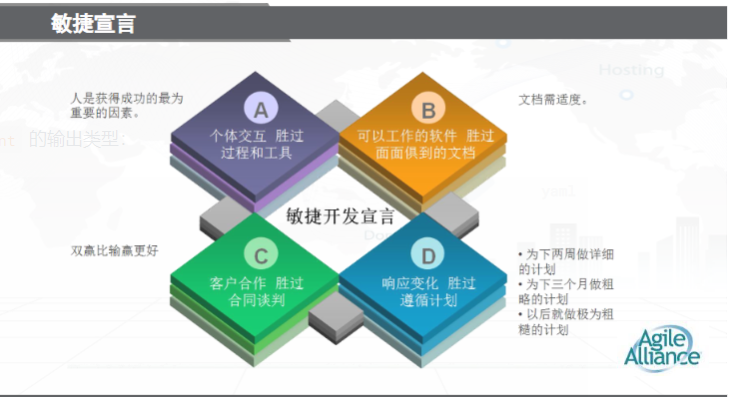 敏捷宣言
Hosting
人是获得成功的最为
重要的因素。
A
个体交互 胜过
过程和工具
B
可以工作的软件 胜过
面面俱到的文档
文档需适度。
nt 的输出类型:
敏捷开发宣言
双赢比输赢更好
C
客户合作 胜过
合同谈判
D
响应变化 胜过
遵循计划
• 为下两周做详细
的计划
• 为下三个月做粗
略的计划
• 以后就做极为粗
糙的计划
Agile
Alliance